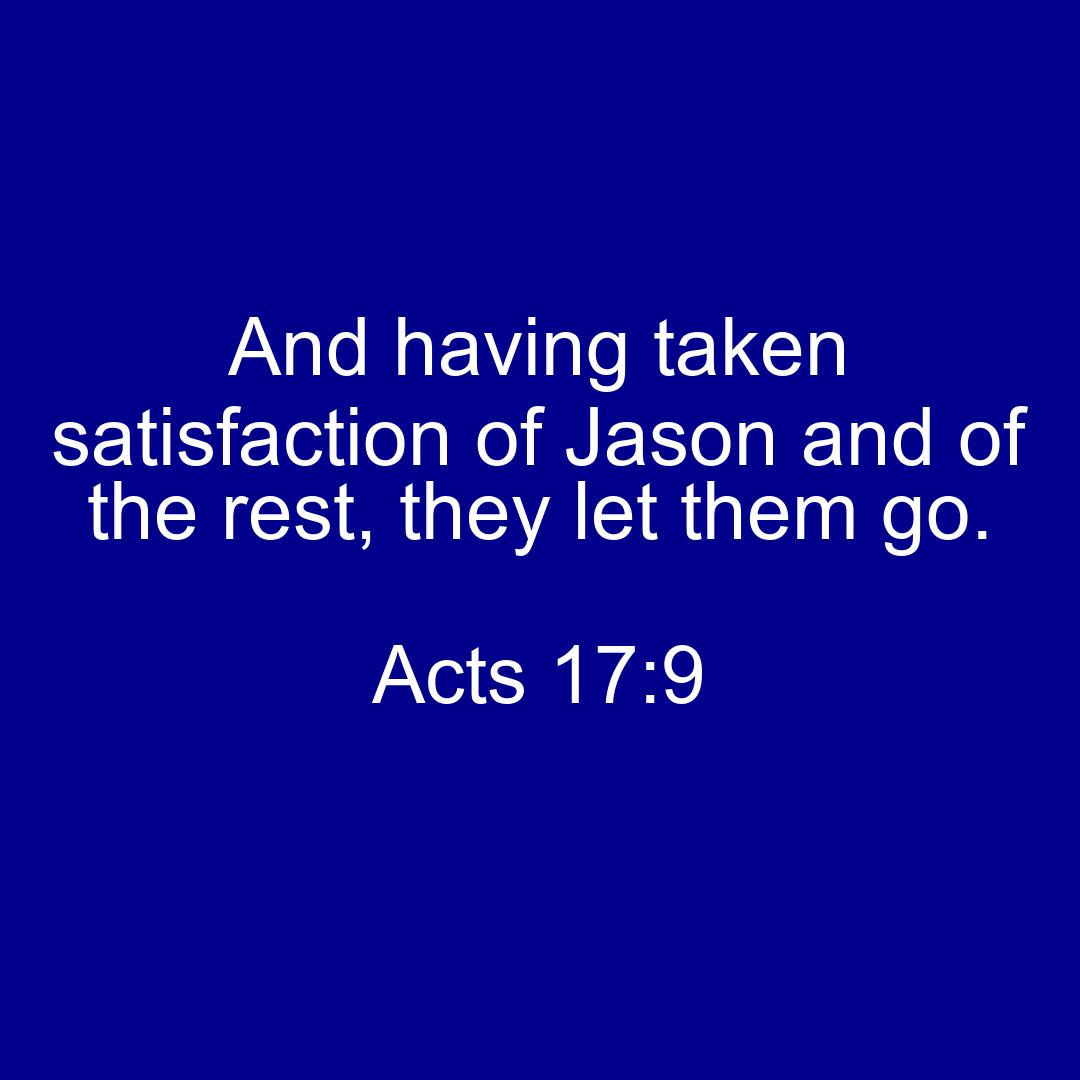 And having taken
satisfaction of Jason and of
the rest, they let them go.
Acts 17:9